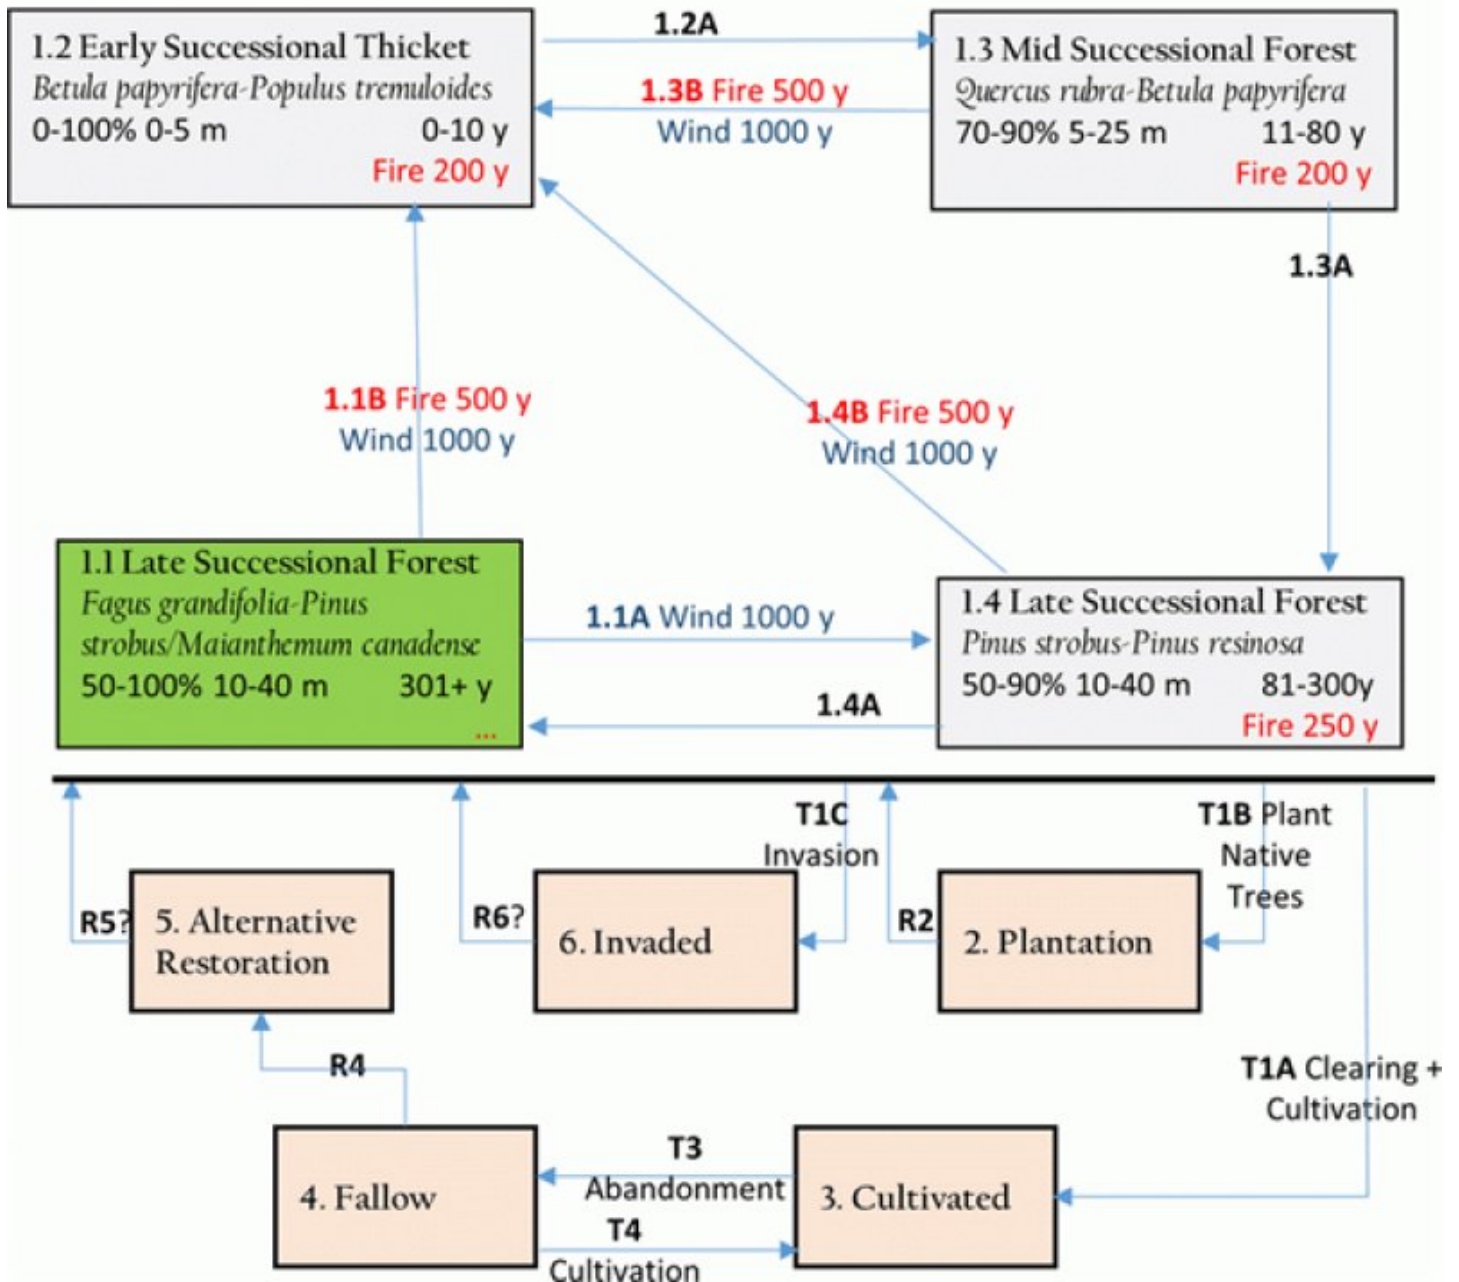 1.2 Early Successional Thicket
Betula papyrifera-Populus tremuloides
0-100% 0-5 m 0-10 y
Fire 200 y
1.2A
1.3B Fire 500 y
Wind 1000 y
1.3 Mid Successional Forest
Quercus rubra-Betula papyrifera
70-90% 5-25 m 11-80 y
Fire 200 y
1.3A
1.1B Fire 500 y
Wind 1000 y
1.4B Fire 500 y
Wind 1000 y
1.1 Late Successional Forest
Fagus grandifolia-Pinus
strobus/Maianthemum canadense
50-100% 10-40 m 301+ y
...
1.1A Wind 1000 y
1.4A
1.4 Late Successional Forest
Pinus strobus-Pinus resinosa
50-90% 10-40 m 81-300y
Fire 250 y
R5?
5. Alternative
Restoration
R6?
6. Invaded
T1C
Invasion
R2
2. Plantation
T1B Plant
Native
Trees
R4
T1A Clearing +
Cultivation
4. Fallow
T3
Abandonment
T4
Cultivation
3. Cultivated